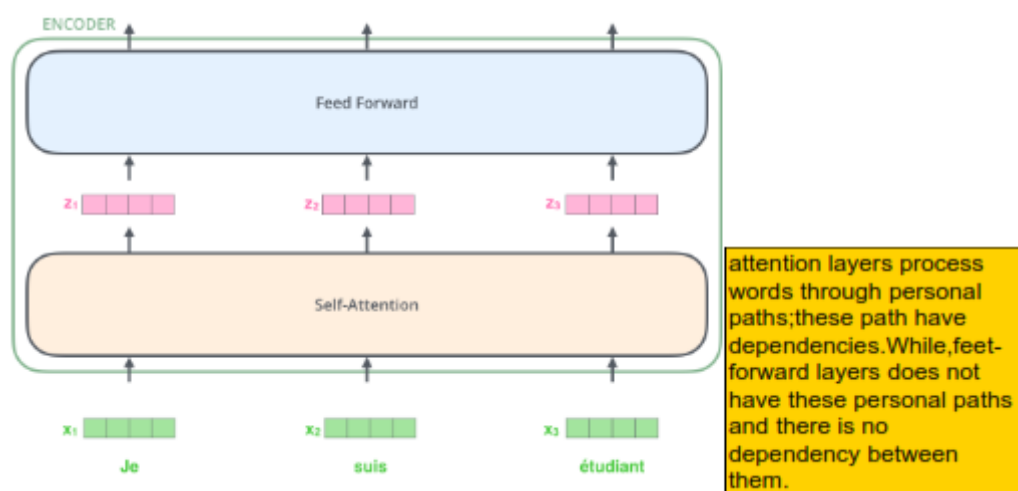 ENCODER
Feed Forward
z₁ z₂ z₃
Self-Attention
x₁ x₂ x₃
Je suis étudiant
attention layers process
words through personal
paths;these path have
dependencies.While,feet-
forward layers does not
have these personal paths
and there is no
dependency between
them.